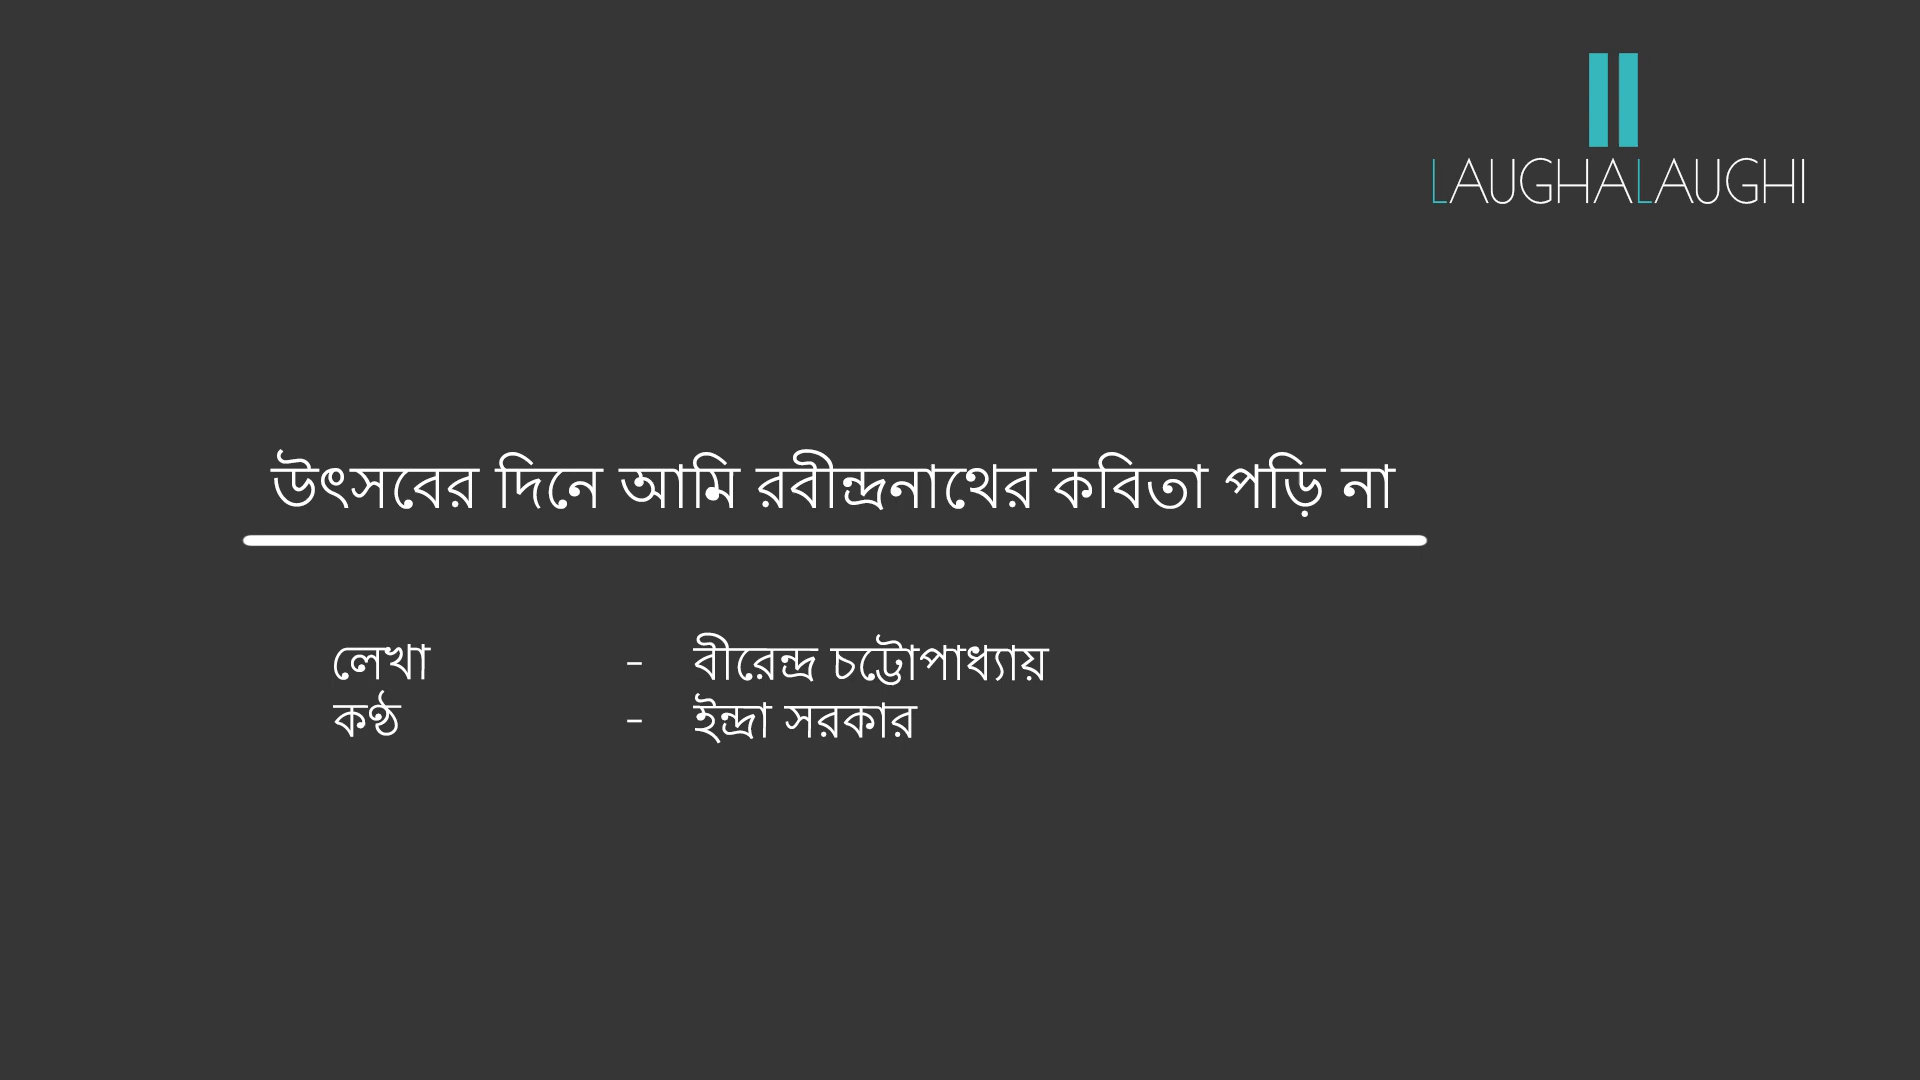 LAUGHALAUGHI
উৎসবের দিনে আমি রবীন্দ্রনাথের কবিতা পড়ি না
লেখা - বীরেন্দ্র চট্টোপাধ্যায়
কণ্ঠ - ইন্দ্রা সরকার